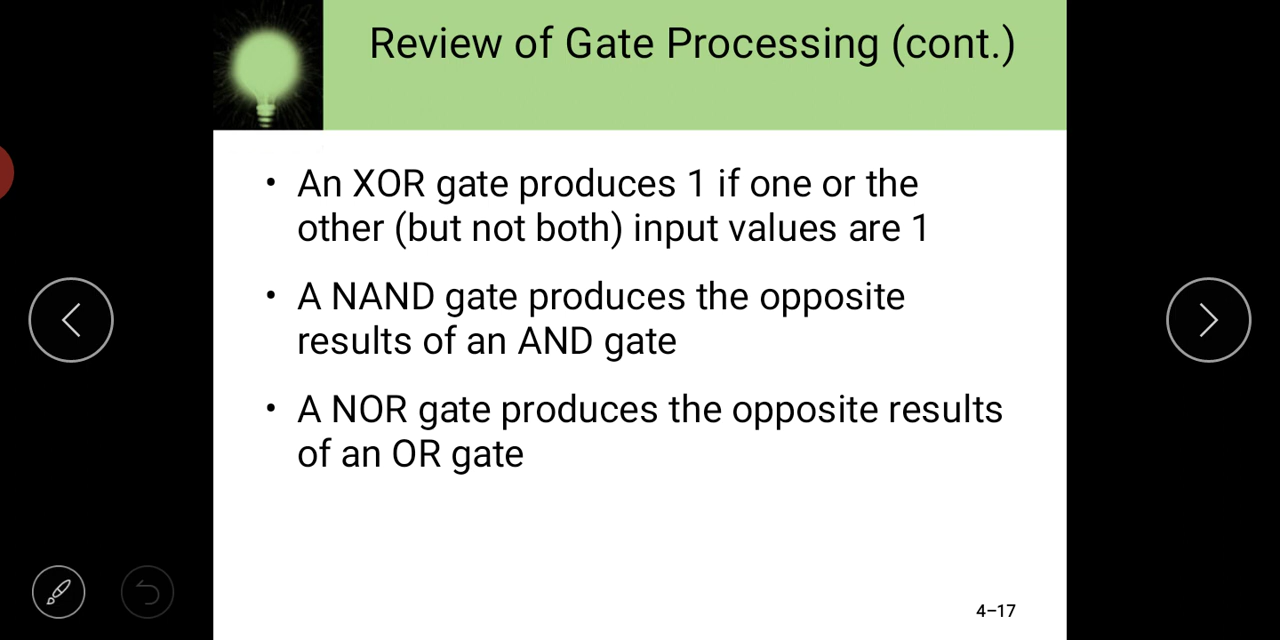 Review of Gate Processing (cont.)
• An XOR gate produces 1 if one or the
other (but not both) input values are 1
• A NAND gate produces the opposite
results of an AND gate
• A NOR gate produces the opposite results
of an OR gate
4–17